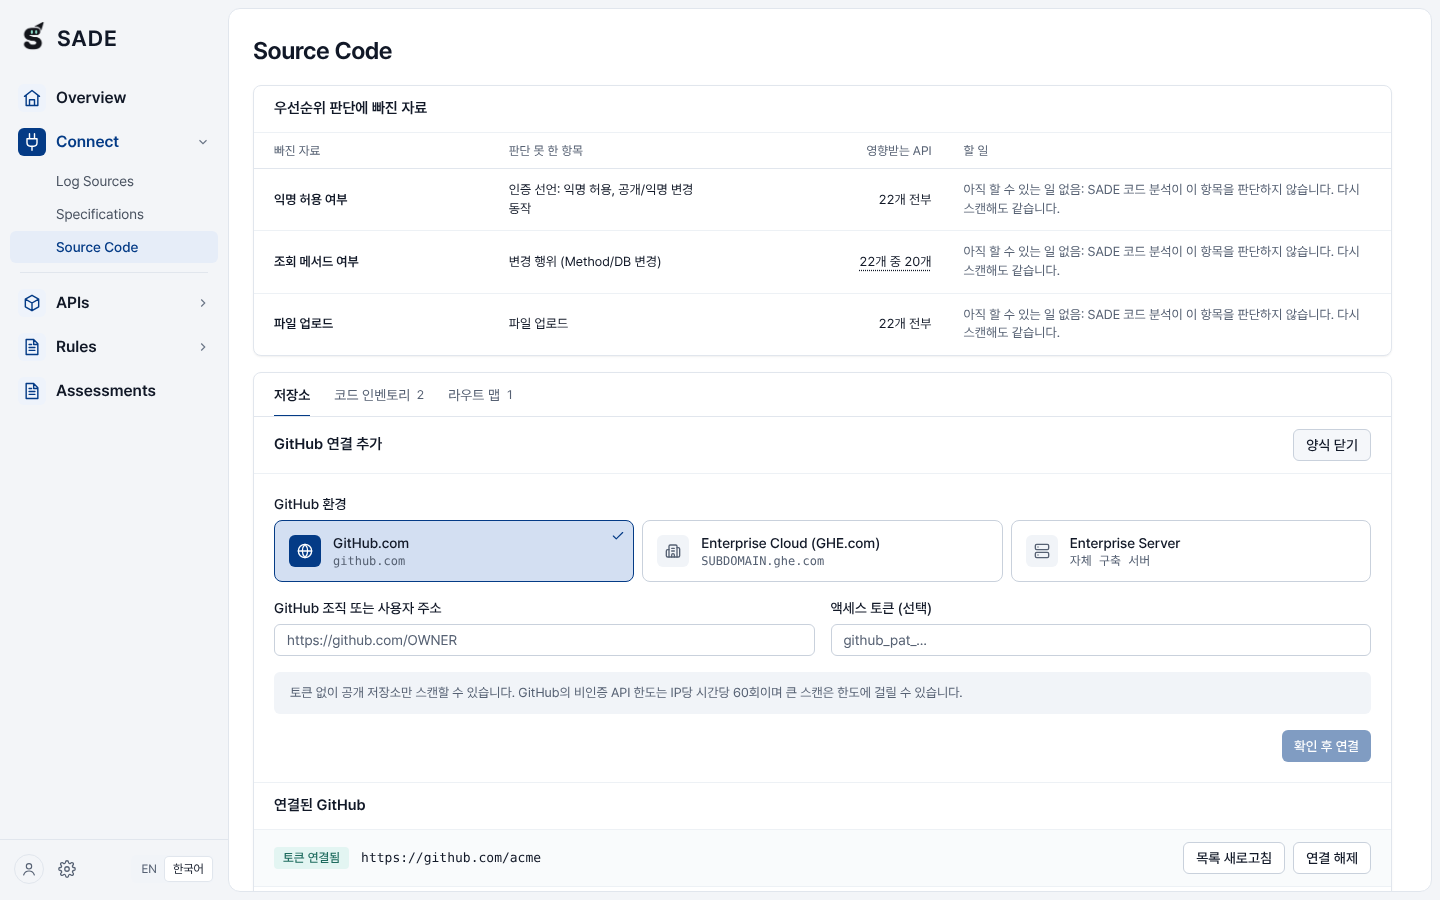 SADE
Overview
Connect
Log Sources
Specifications
Source Code
APIs
Rules
Assessments
EN
한국어
Source Code
우선순위 판단에 빠진 자료
빠진 자료
판단 못 한 항목
영향받는 API
할 일
익명 허용 여부
인증 선언: 익명 허용, 공개/익명 변경
동작
22개 전부
아직 할 수 있는 일 없음: SADE 코드 분석이 이 항목을 판단하지 않습니다. 다시
스캔해도 같습니다.
조회 메서드 여부
변경 행위 (Method/DB 변경)
22개 중 20개
아직 할 수 있는 일 없음: SADE 코드 분석이 이 항목을 판단하지 않습니다. 다시
스캔해도 같습니다.
파일 업로드
파일 업로드
22개 전부
아직 할 수 있는 일 없음: SADE 코드 분석이 이 항목을 판단하지 않습니다. 다시
스캔해도 같습니다.
저장소
코드 인벤토리 2
라우트 맵 1
GitHub 연결 추가
양식 닫기
GitHub 환경
GitHub.com
github.com
Enterprise Cloud (GHE.com)
SUBDOMAIN.ghe.com
Enterprise Server
자체 구축 서버
GitHub 조직 또는 사용자 주소
액세스 토큰 (선택)
https://github.com/OWNER
github_pat_...
토큰 없이 공개 저장소만 스캔할 수 있습니다. GitHub의 비인증 API 한도는 IP당 시간당 60회이며 큰 스캔은 한도에 걸릴 수 있습니다.
확인 후 연결
연결된 GitHub
토큰 연결됨
https://github.com/acme
목록 새로고침
연결 해제